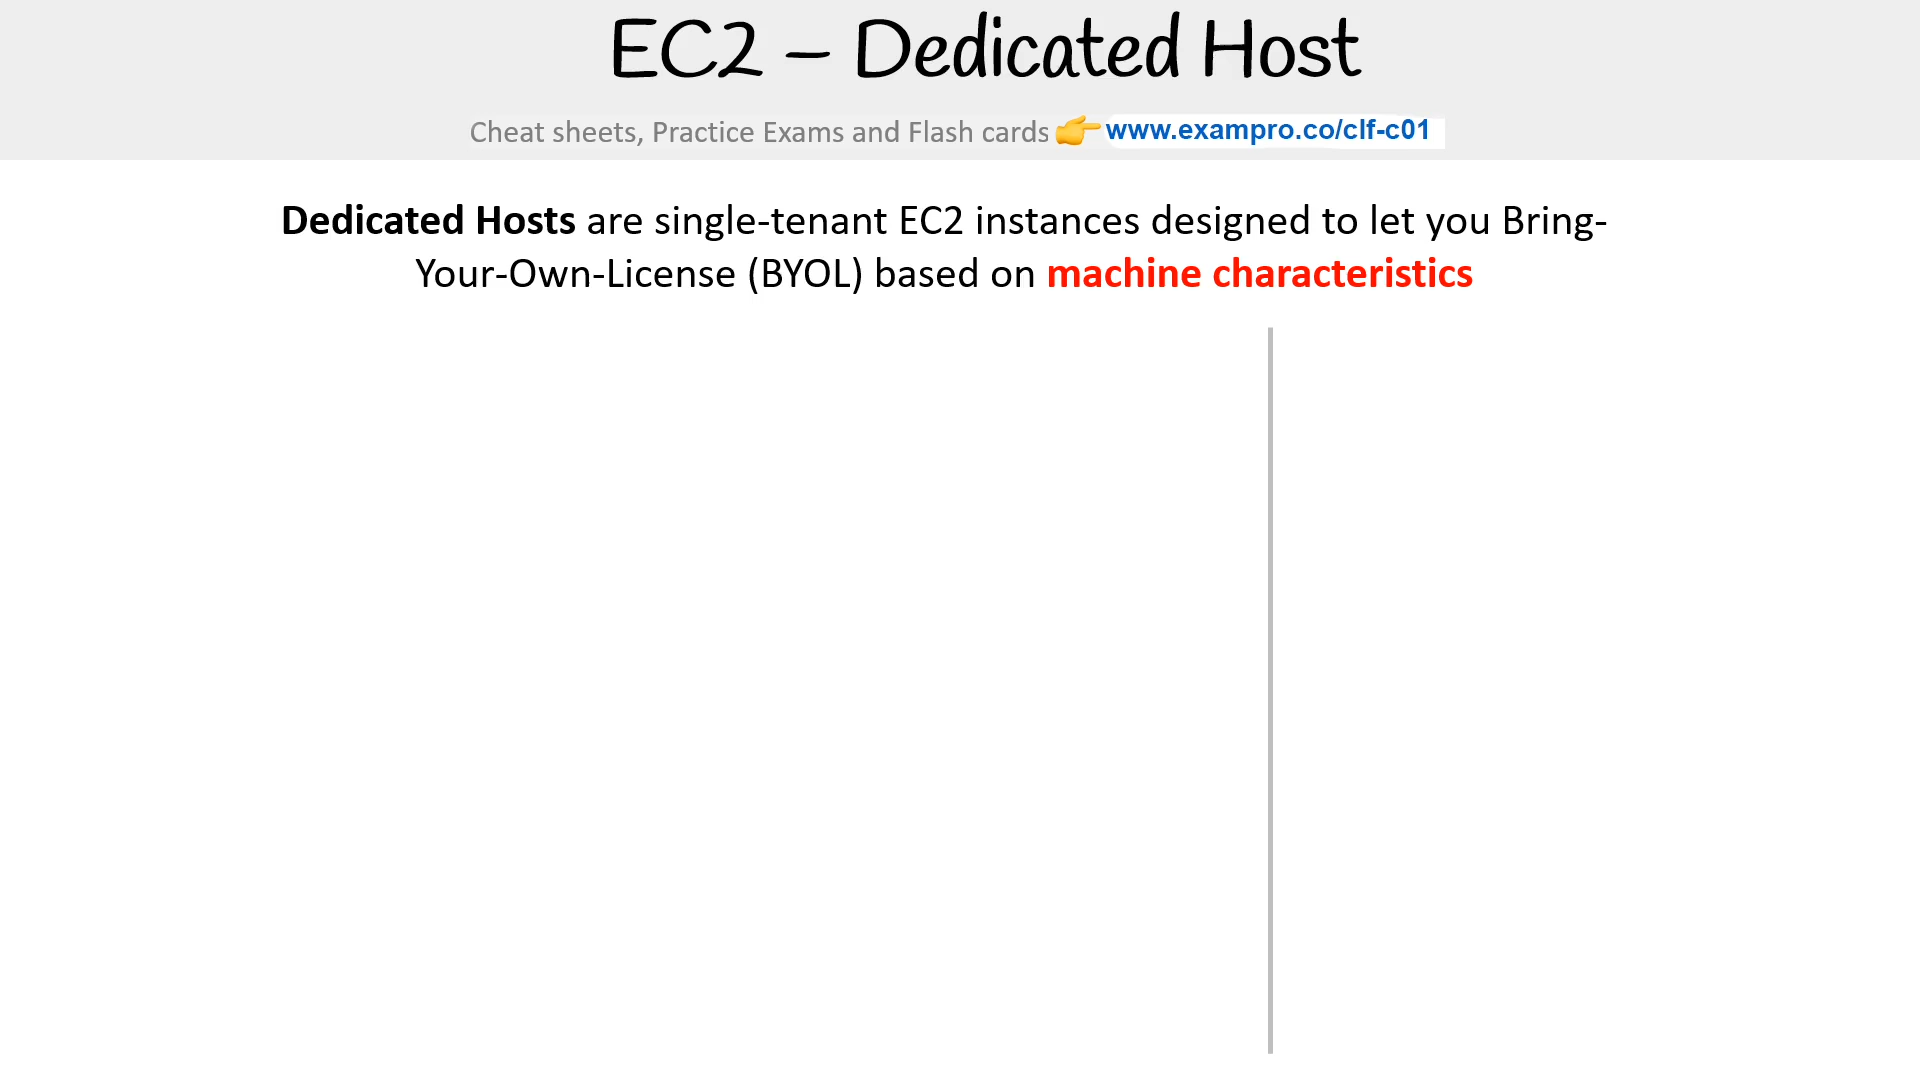 EC2 – Dedicated Host
Cheat sheets, Practice Exams and Flash cards 👉 www.exampro.co/clf-c01
Dedicated Hosts are single-tenant EC2 instances designed to let you Bring-
Your-Own-License (BYOL) based on machine characteristics